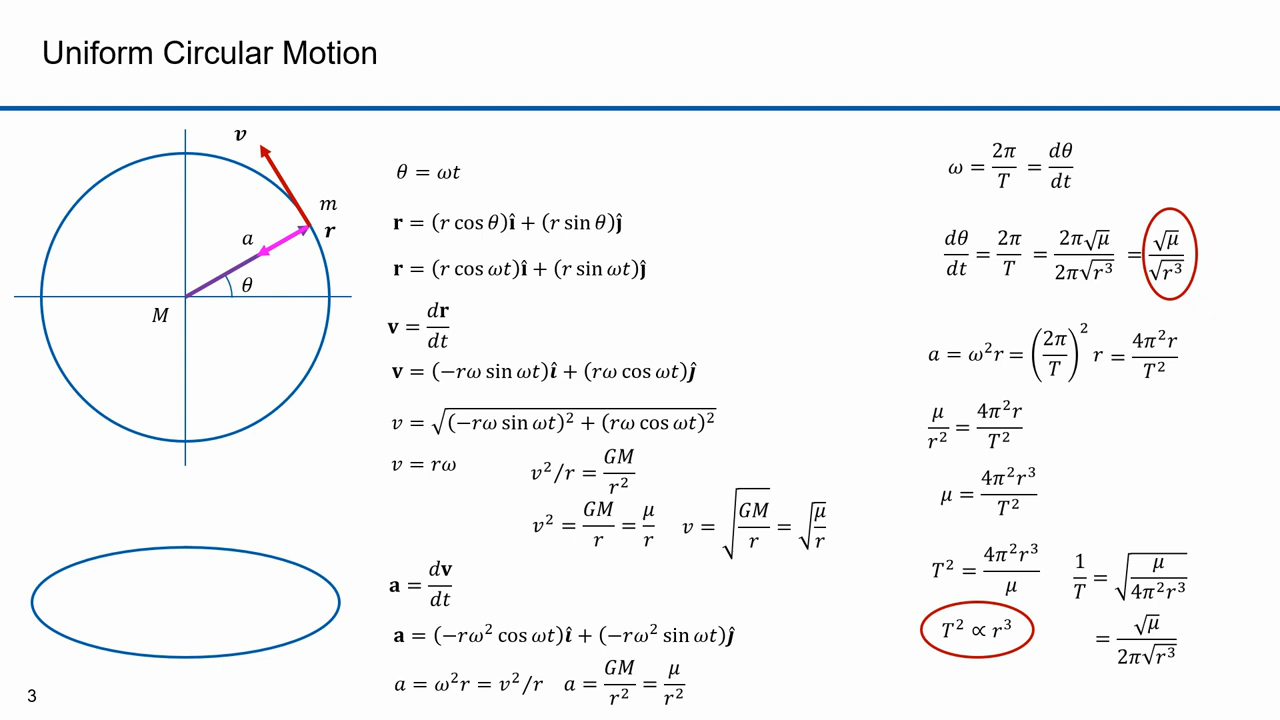 Uniform Circular Motion
v
m
r
a
θ
M
θ = ωt
r = (r cos θ)î + (r sin θ)ĵ
r = (r cos ωt)î + (r sin ωt)ĵ
v = dr/dt
v = (−rω sin ωt)î + (rω cos ωt)ĵ
v = √((−rω sin ωt)² + (rω cos ωt)²)
v = rω
v²/r = GM/r²
v² = GM/r = μ/r
v = √(GM/r) = √(μ/r)
a = dv/dt
a = (−rω² cos ωt)î + (−rω² sin ωt)ĵ
a = ω²r = v²/r
a = GM/r² = μ/r²
ω = 2π/T = dθ/dt
dθ/dt = 2π/T = 2π√μ/2π√r³ = √μ/√r³
a = ω²r = (2π/T)² r = 4π²r/T²
μ/r² = 4π²r/T²
μ = 4π²r³/T²
T² = 4π²r³/μ
T² ∝ r³
1/T = √(μ/4π²r³)
= √μ/2π√r³
3